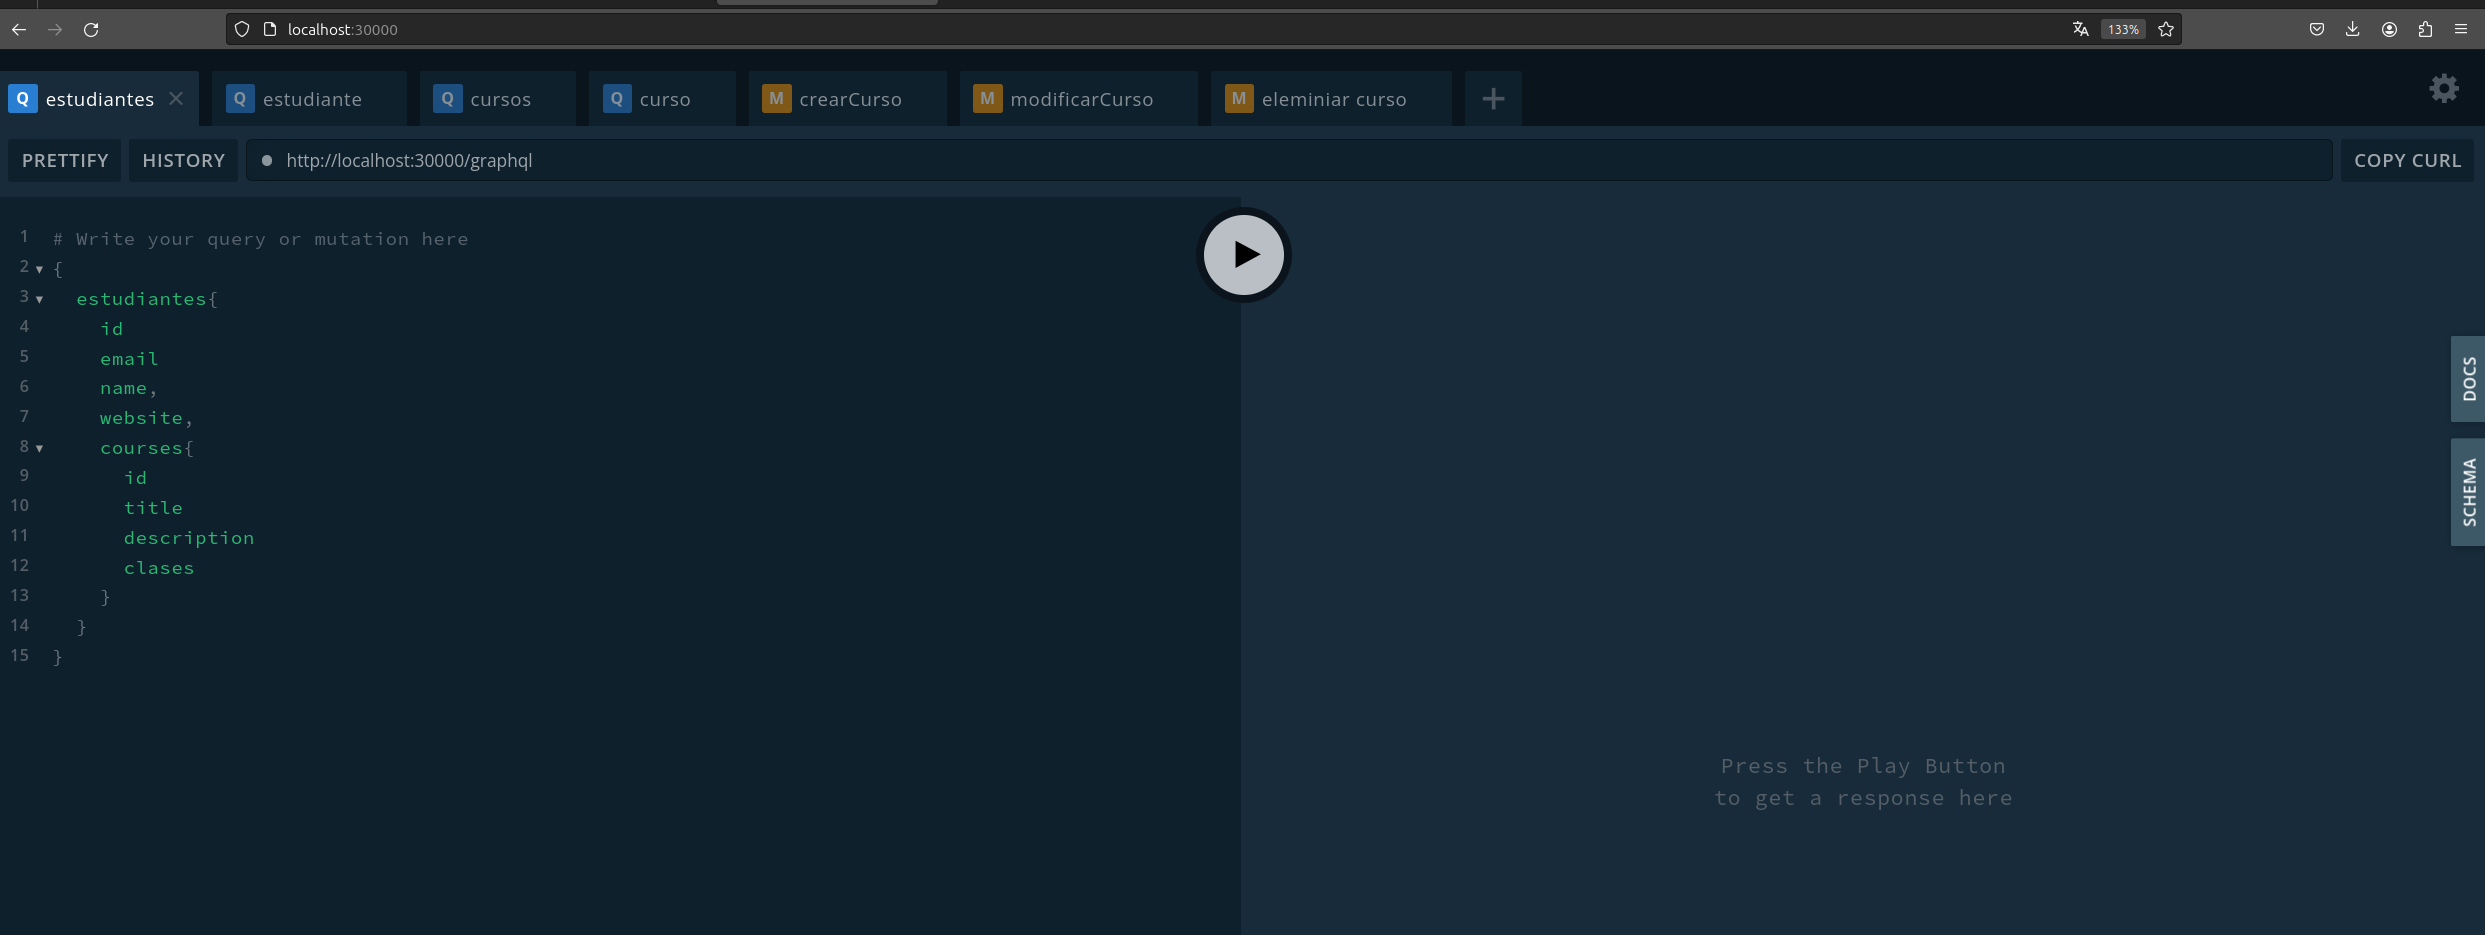 localhost:30000
133%
Q estudiantes Q estudiante Q cursos Q curso M crearCurso M modificarCurso M eleminiar curso
PRETTIFY HISTORY http://localhost:30000/graphql COPY CURL
1 # Write your query or mutation here
2 {
3 estudiantes{
4 id
5 email
6 name,
7 website,
8 courses{
9 id
10 title
11 description
12 clases
13 }
14 }
15 }
Press the Play Button
to get a response here
DOCS
SCHEMA